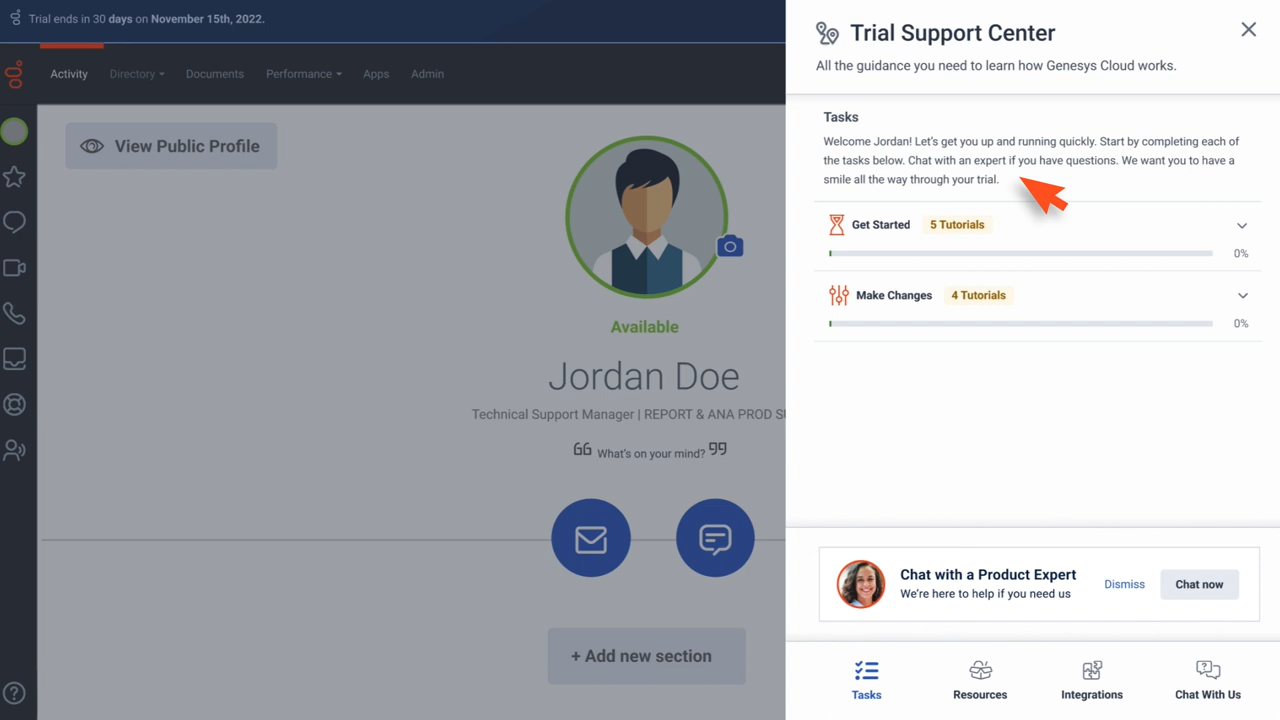 Trial ends in 30 days on November 15th, 2022.
Activity
Directory
Documents
Performance
Apps
Admin
View Public Profile
Available
Jordan Doe
Technical Support Manager | REPORT & ANA PROD
66 What's on your mind? 99
+ Add new section
Trial Support Center
All the guidance you need to learn how Genesys Cloud works.
Tasks
Welcome Jordan! Let's get you up and running quickly. Start by completing each of
the tasks below. Chat with an expert if you have questions. We want you to have a
smile all the way through your trial.
Get Started 5 Tutorials
0%
Make Changes 4 Tutorials
0%
Chat with a Product Expert
We're here to help if you need us
Dismiss
Chat now
Tasks
Resources
Integrations
Chat With Us